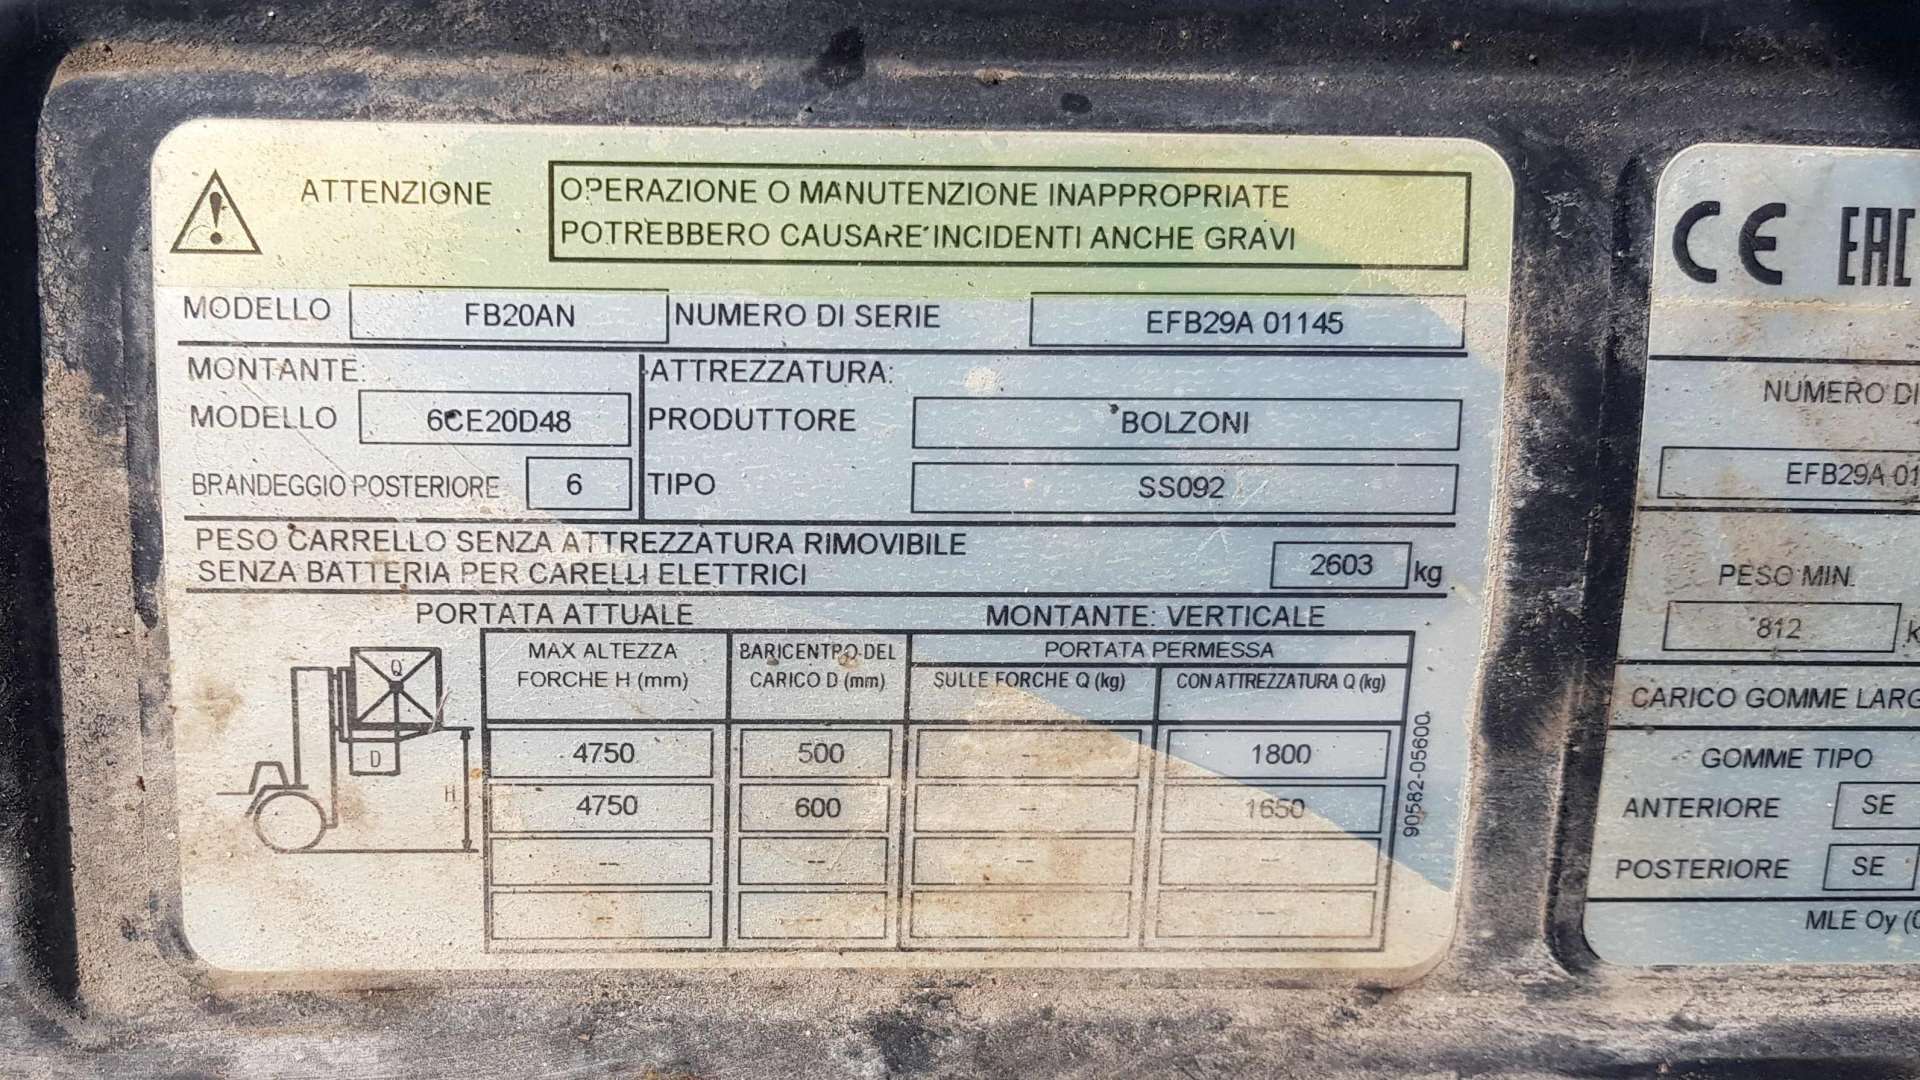 ATTENZIONE
OPERAZIONE O MANUTENZIONE INAPPROPRIATE
POTREBBERO CAUSARE INCIDENTI ANCHE GRAVI
MODELLO FB20AN NUMERO DI SERIE EFB29A 01145
MONTANTE: ATTREZZATURA:
MODELLO 6CE20D48 PRODUTTORE BOLZONI
BRANDEGGIO POSTERIORE 6 TIPO SS092
PESO CARRELLO SENZA ATTREZZATURA RIMOVIBILE
SENZA BATTERIA PER CARELLI ELETTRICI 2603 kg
PORTATA ATTUALE MONTANTE: VERTICALE
MAX ALTEZZA BARICENTRO DEL PORTATA PERMESSA
FORCHE H (mm) CARICO D (mm) SULLE FORCHE Q (kg) CON ATTREZZATURA Q (kg)
4750 500 -- 1800
4750 600 -- 1650
-- -- -- --
-- -- -- --
Q
D
H
90582-05600
CE EAC
NUMERO DI
EFB29A 01
PESO MIN.
812
CARICO GOMME LARG
GOMME TIPO
ANTERIORE SE
POSTERIORE SE
MLE Oy (